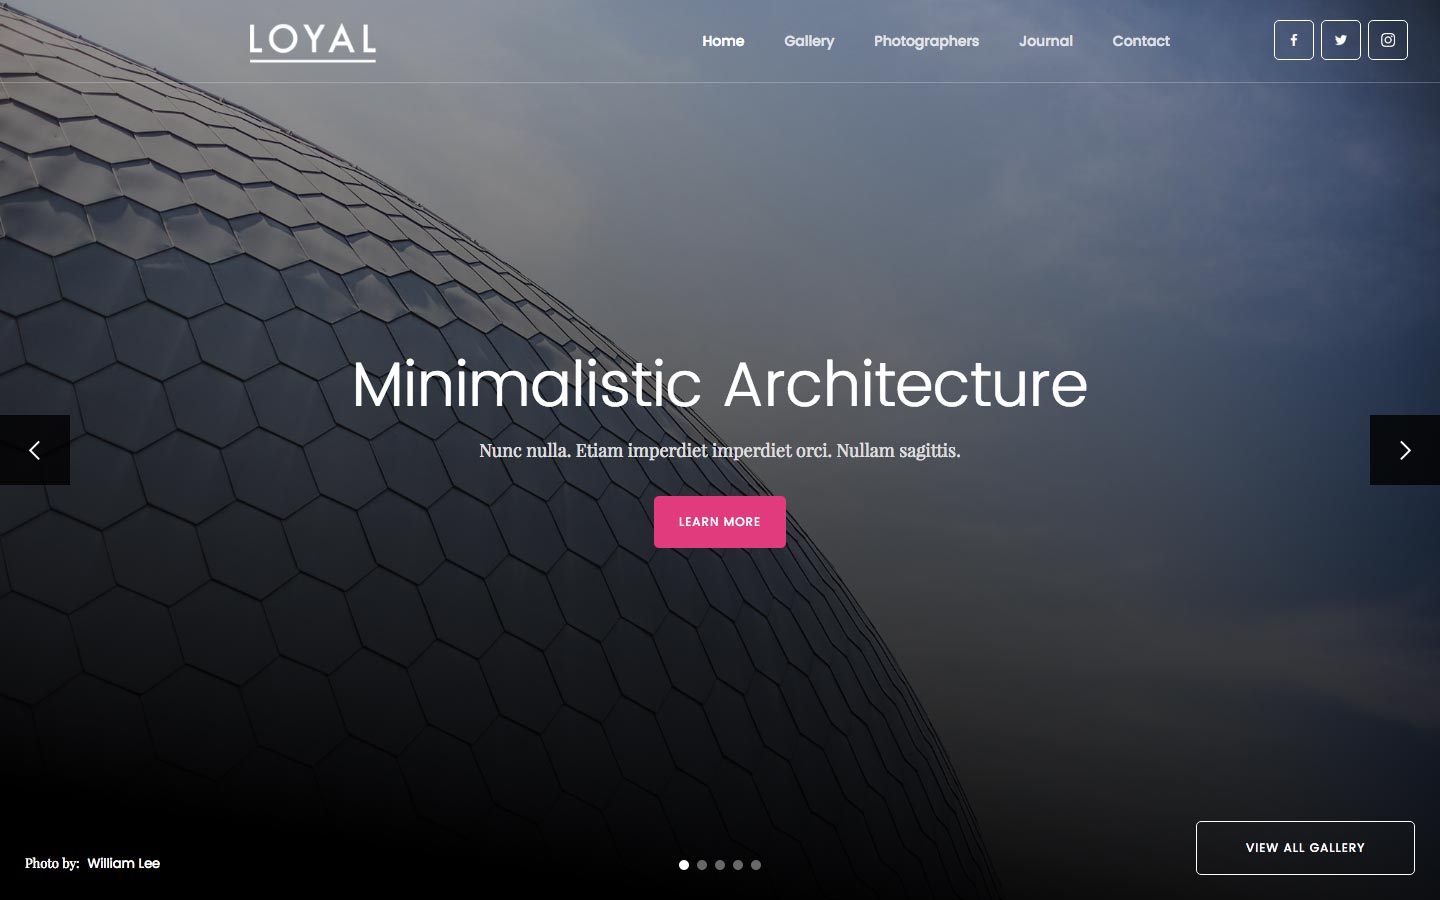 LOYAL
Home
Gallery
Photographers
Journal
Contact
Minimalistic Architecture
Nunc nulla. Etiam imperdiet imperdiet orci. Nullam sagittis.
LEARN MORE
Photo by: William Lee
VIEW ALL GALLERY